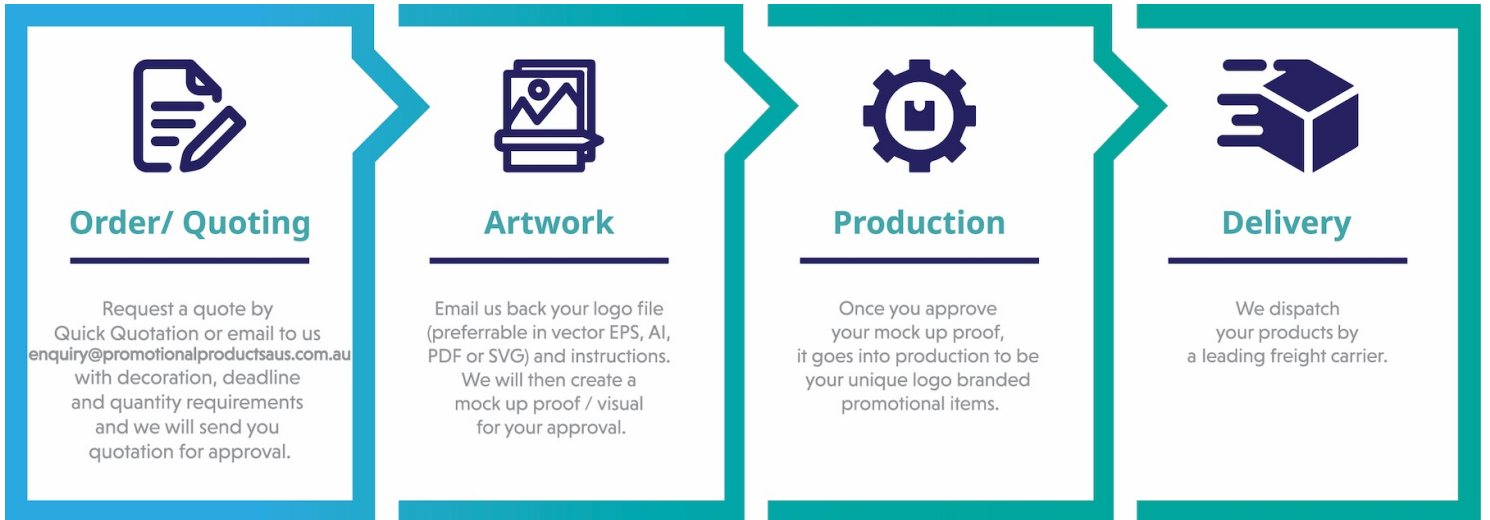 Order/ Quoting
Request a quote by
Quick Quotation or email to us
enquiry@promotionalproductsaus.com.au
with decoration, deadline
and quantity requirements
and we will send you
quotation for approval.
Artwork
Email us back your logo file
(preferrable in vector EPS, AI,
PDF or SVG) and instructions.
We will then create a
mock up proof / visual
for your approval.
Production
Once you approve
your mock up proof,
it goes into production to be
your unique logo branded
promotional items.
Delivery
We dispatch
your products by
a leading freight carrier.